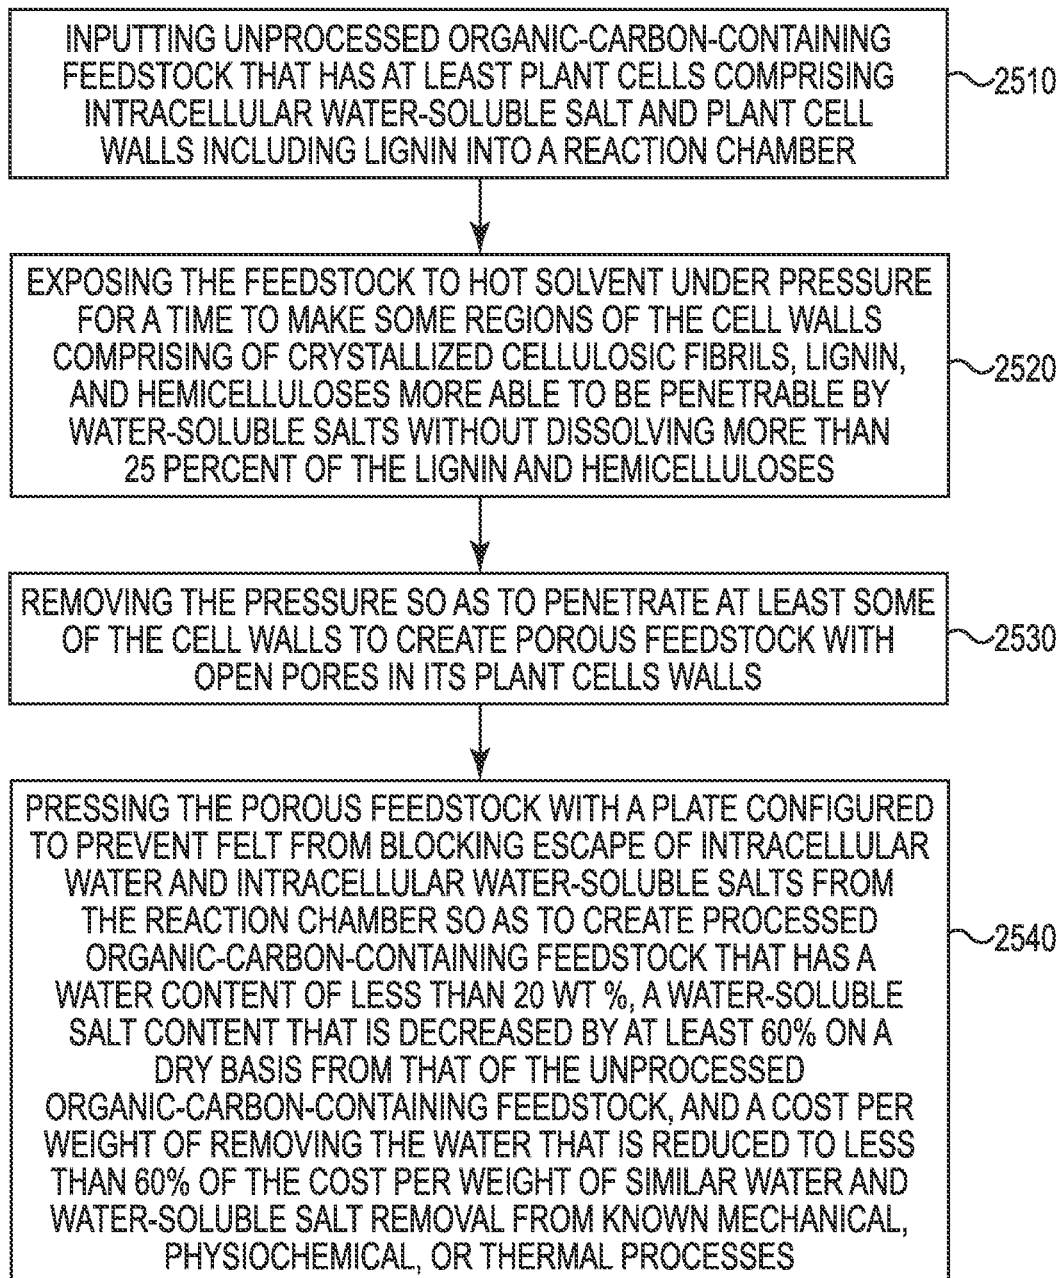 INPUTTING UNPROCESSED ORGANIC-CARBON-CONTAINING
FEEDSTOCK THAT HAS AT LEAST PLANT CELLS COMPRISING
INTRACELLULAR WATER-SOLUBLE SALT AND PLANT CELL
WALLS INCLUDING LIGNIN INTO A REACTION CHAMBER
2510
EXPOSING THE FEEDSTOCK TO HOT SOLVENT UNDER PRESSURE
FOR A TIME TO MAKE SOME REGIONS OF THE CELL WALLS
COMPRISING OF CRYSTALLIZED CELLULOSIC FIBRILS, LIGNIN,
AND HEMICELLULOSES MORE ABLE TO BE PENETRABLE BY
WATER-SOLUBLE SALTS WITHOUT DISSOLVING MORE THAN
25 PERCENT OF THE LIGNIN AND HEMICELLULOSES
2520
REMOVING THE PRESSURE SO AS TO PENETRATE AT LEAST SOME
OF THE CELL WALLS TO CREATE POROUS FEEDSTOCK WITH
OPEN PORES IN ITS PLANT CELLS WALLS
2530
PRESSING THE POROUS FEEDSTOCK WITH A PLATE CONFIGURED
TO PREVENT FELT FROM BLOCKING ESCAPE OF INTRACELLULAR
WATER AND INTRACELLULAR WATER-SOLUBLE SALTS FROM
THE REACTION CHAMBER SO AS TO CREATE PROCESSED
ORGANIC-CARBON-CONTAINING FEEDSTOCK THAT HAS A
WATER CONTENT OF LESS THAN 20 WT %, A WATER-SOLUBLE
SALT CONTENT THAT IS DECREASED BY AT LEAST 60% ON A
DRY BASIS FROM THAT OF THE UNPROCESSED
ORGANIC-CARBON-CONTAINING FEEDSTOCK, AND A COST PER
WEIGHT OF REMOVING THE WATER THAT IS REDUCED TO LESS
THAN 60% OF THE COST PER WEIGHT OF SIMILAR WATER AND
WATER-SOLUBLE SALT REMOVAL FROM KNOWN MECHANICAL,
PHYSIOCHEMICAL, OR THERMAL PROCESSES
2540